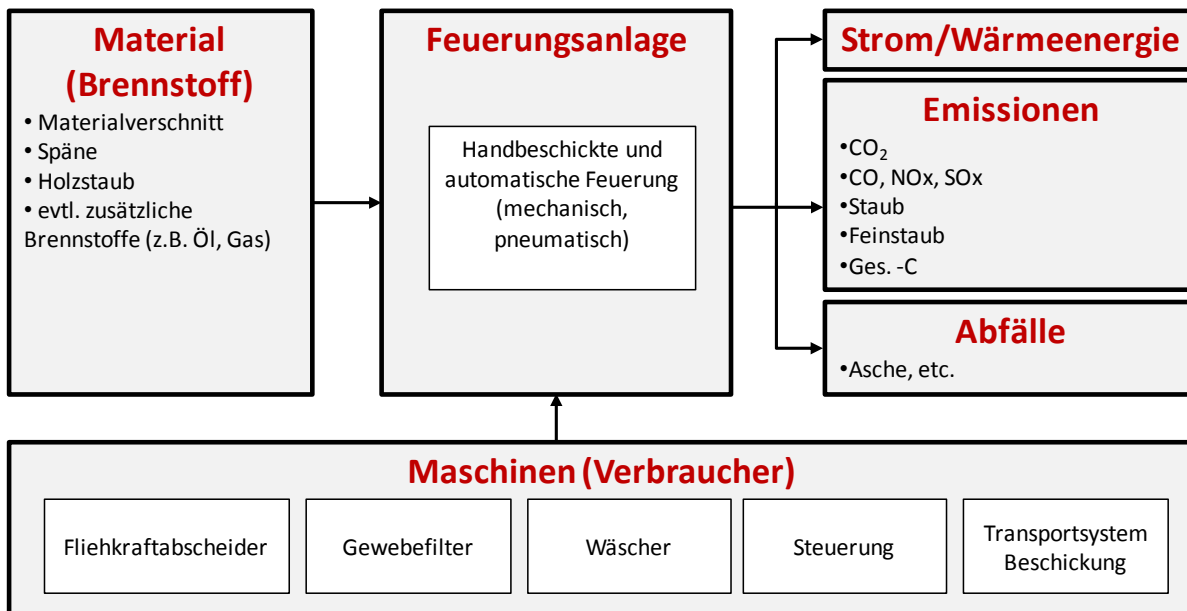 Material
(Brennstoff)
• Materialverschnitt
• Späne
• Holzstaub
• evtl. zusätzliche
Brennstoffe (z.B. Öl, Gas)
Feuerungsanlage
Handbeschickte und
automatische Feuerung
(mechanisch,
pneumatisch)
Strom/Wärmeenergie
Emissionen
•CO₂
•CO, NOx, SOx
•Staub
•Feinstaub
•Ges. -C
Abfälle
•Asche, etc.
Maschinen (Verbraucher)
Fliehkraftabscheider
Gewebefilter
Wäscher
Steuerung
Transportsystem
Beschickung